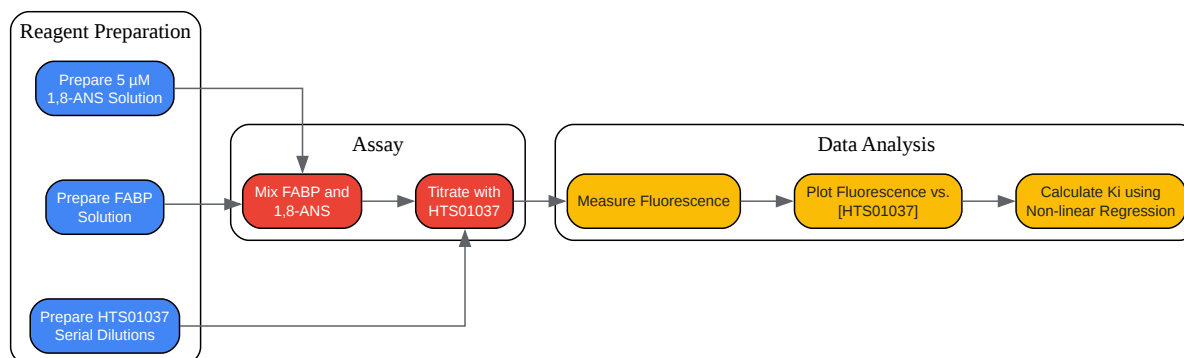 Reagent Preparation
Prepare 5 µM
1,8-ANS Solution
Prepare FABP
Solution
Prepare HTS01037
Serial Dilutions
Assay
Mix FABP and
1,8-ANS
Titrate with
HTS01037
Data Analysis
Measure Fluorescence
Plot Fluorescence vs.
[HTS01037]
Calculate Ki using
Non-linear Regression